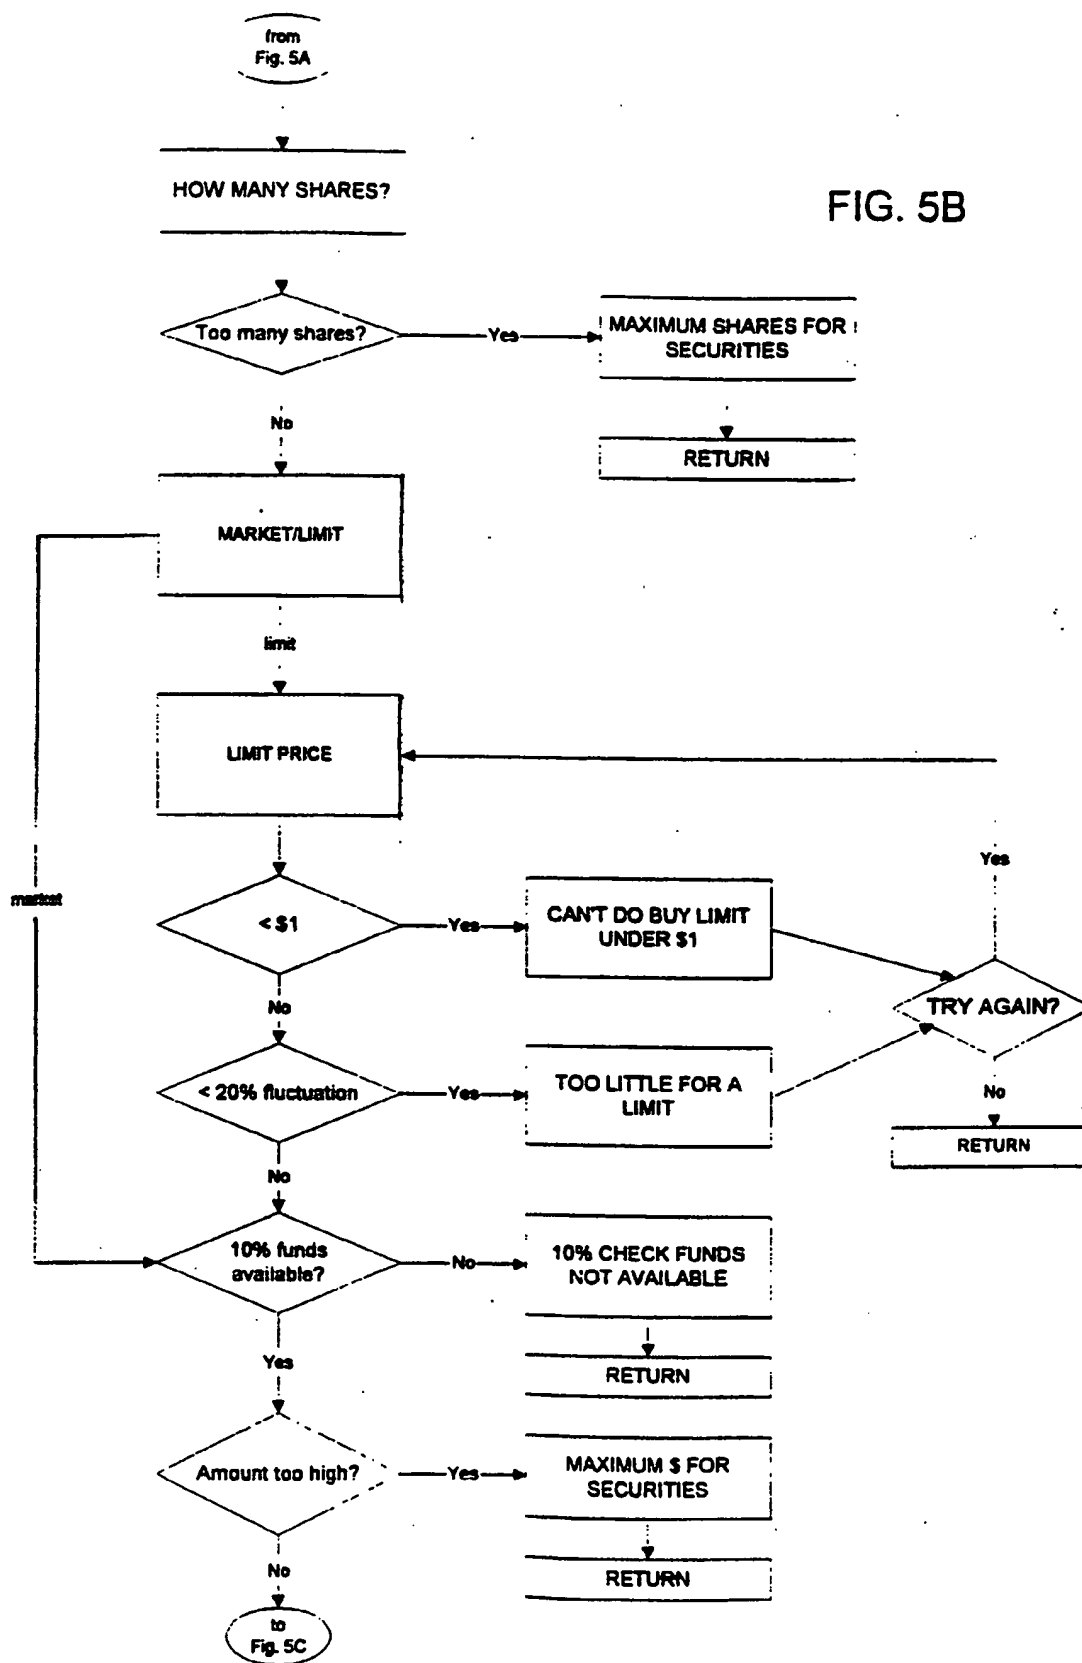 from
Fig. 5A
HOW MANY SHARES?
FIG. 5B
Too many shares?
Yes
MAXIMUM SHARES FOR
SECURITIES
No
RETURN
MARKET/LIMIT
limit
LIMIT PRICE
market
Yes
< $1
Yes
CAN'T DO BUY LIMIT
UNDER $1
TRY AGAIN?
No
< 20% fluctuation
Yes
TOO LITTLE FOR A
LIMIT
No
RETURN
No
10% funds
available?
No
10% CHECK FUNDS
NOT AVAILABLE
Yes
RETURN
Amount too high?
Yes
MAXIMUM $ FOR
SECURITIES
No
RETURN
to
Fig. 5C